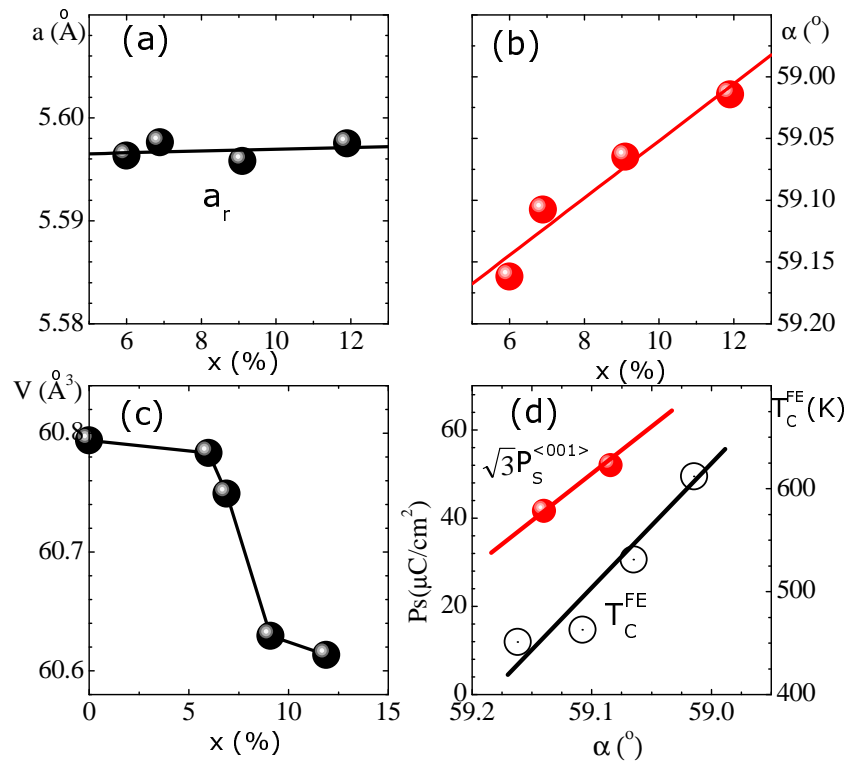 a (Å)
(a)
5.60
5.59
5.58
a_r
6 8 10 12
x (%)
(b)
α (°)
59.00
59.05
59.10
59.15
59.20
6 8 10 12
x (%)
V (Å³)
(c)
60.8
60.7
60.6
0 5 10 15
x (%)
(d)
T_C^FE (K)
60
40
20
0
Ps(μC/cm²)
√3P_S^<001>
T_C^FE
600
500
400
59.2 59.1 59.0
α (°)